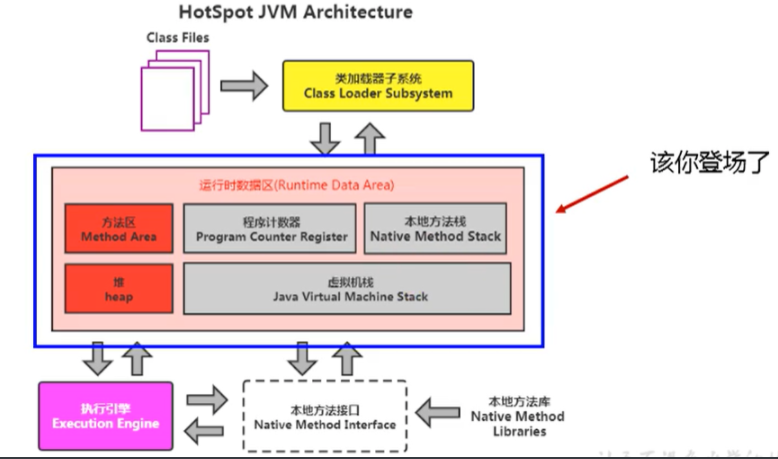 HotSpot JVM Architecture
Class Files
类加载器子系统
Class Loader Subsystem
该你登场了
运行时数据区(Runtime Data Area)
方法区
Method Area
程序计数器
Program Counter Register
本地方法栈
Native Method Stack
堆
heap
虚拟机栈
Java Virtual Machine Stack
执行引擎
Execution Engine
本地方法接口
Native Method Interface
本地方法库
Native Method
Libraries